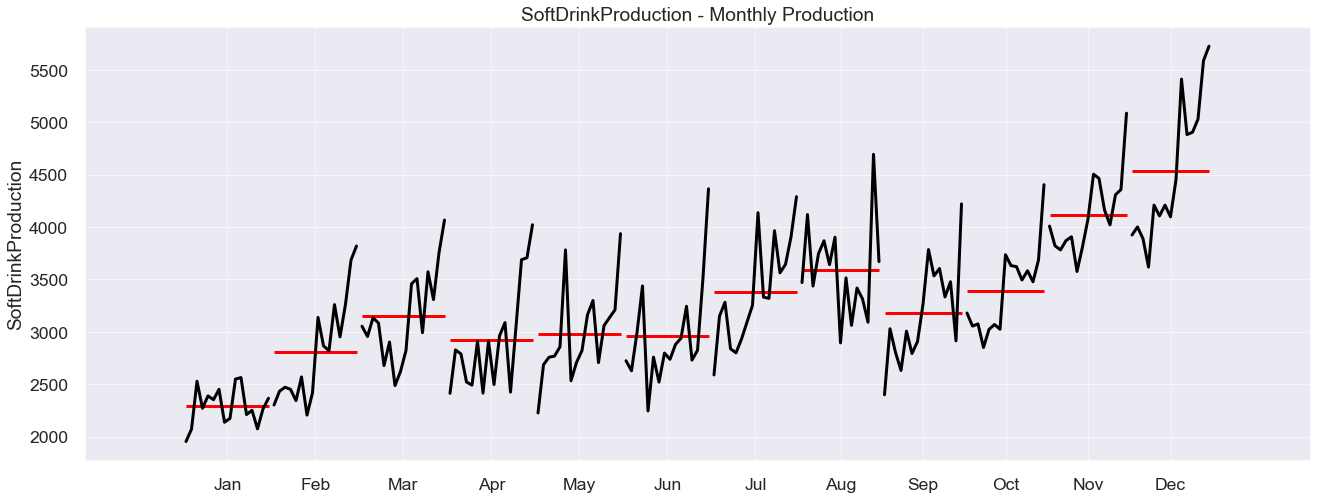 SoftDrinkProduction - Monthly Production
SoftDrinkProduction
5500
5000
4500
4000
3500
3000
2500
2000
Jan Feb Mar Apr May Jun Jul Aug Sep Oct Nov Dec